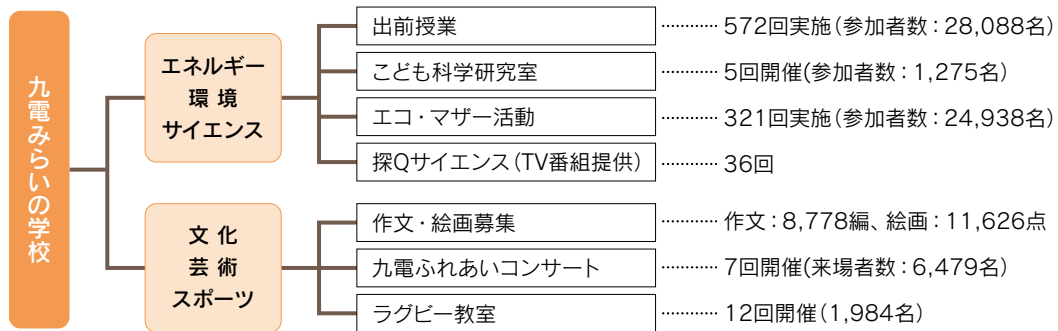 九電みらいの学校
エネルギー
環 境
サイエンス
出前授業 ………… 572回実施(参加者数：28,088名)
こども科学研究室 ………… 5回開催(参加者数：1,275名)
エコ・マザー活動 ………… 321回実施(参加者数：24,938名)
探Qサイエンス(TV番組提供) ………… 36回
文 化
芸 術
スポーツ
作文・絵画募集 ………… 作文：8,778編、絵画：11,626点
九電ふれあいコンサート ………… 7回開催(来場者数：6,479名)
ラグビー教室 ………… 12回開催(1,984名)